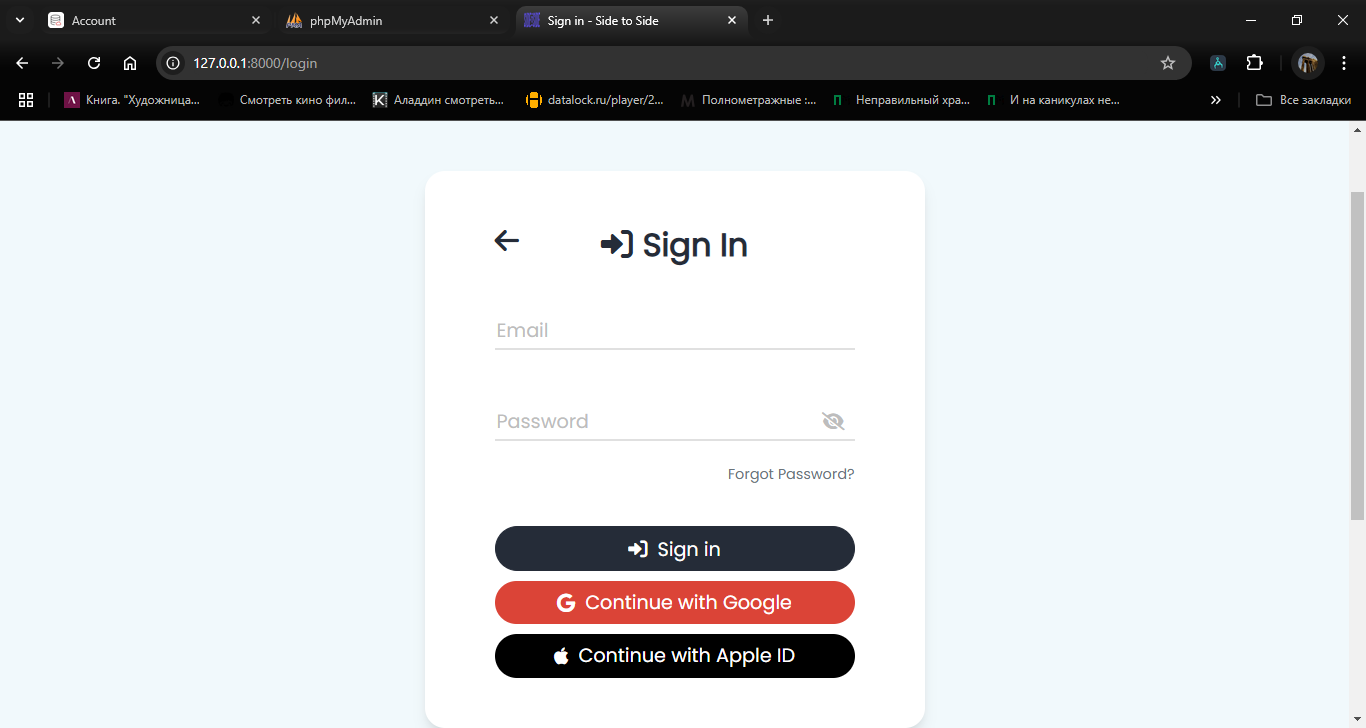 Account
phpMyAdmin
Sign in - Side to Side
127.0.0.1:8000/login
Книга. "Художница...
Смотреть кино фил...
K
Аладдин смотреть...
datalock.ru/player/2...
M
Полнометражные :...
П
Неправильный хра...
П
И на каникулах не...
Все закладки
Sign In
Email
Password
Forgot Password?
Sign in
G Continue with Google
Continue with Apple ID